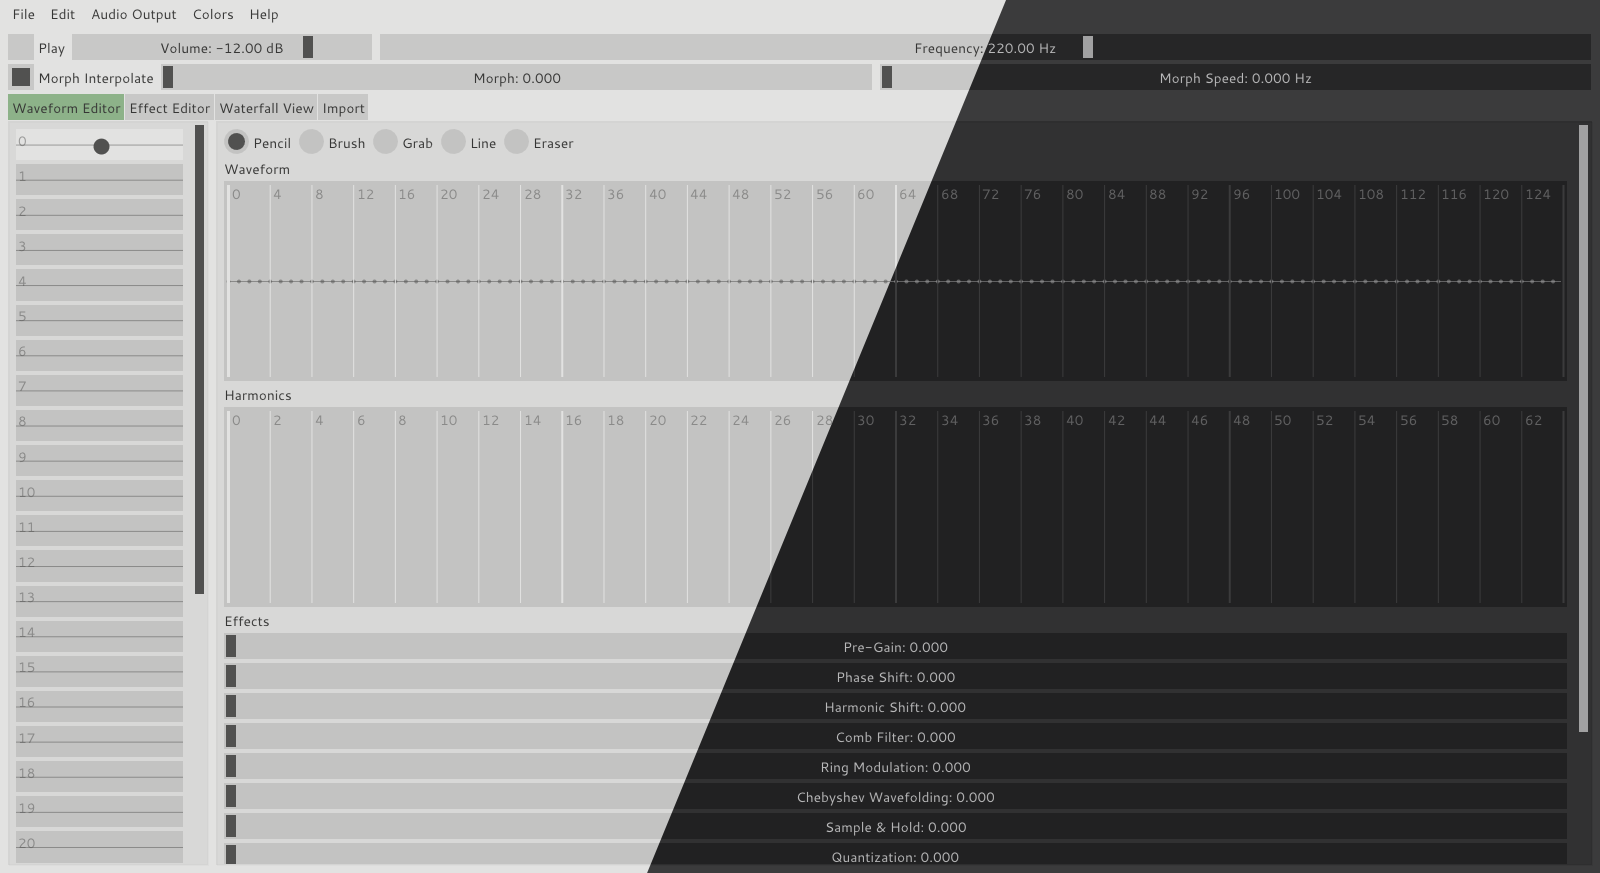 File Edit Audio Output Colors Help
Play Volume: -12.00 dB Frequency: 220.00 Hz
Morph Interpolate Morph: 0.000 Morph Speed: 0.000 Hz
Waveform Editor Effect Editor Waterfall View Import
0
1
2
3
4
5
6
7
8
9
10
11
12
13
14
15
16
17
18
19
20
Pencil Brush Grab Line Eraser
Waveform
0 4 8 12 16 20 24 28 32 36 40 44 48 52 56 60 64 68 72 76 80 84 88 92 96 100 104 108 112 116 120 124
Harmonics
0 2 4 6 8 10 12 14 16 18 20 22 24 26 28 30 32 34 36 38 40 42 44 46 48 50 52 54 56 58 60 62
Effects
Pre-Gain: 0.000
Phase Shift: 0.000
Harmonic Shift: 0.000
Comb Filter: 0.000
Ring Modulation: 0.000
Chebyshev Wavefolding: 0.000
Sample & Hold: 0.000
Quantization: 0.000